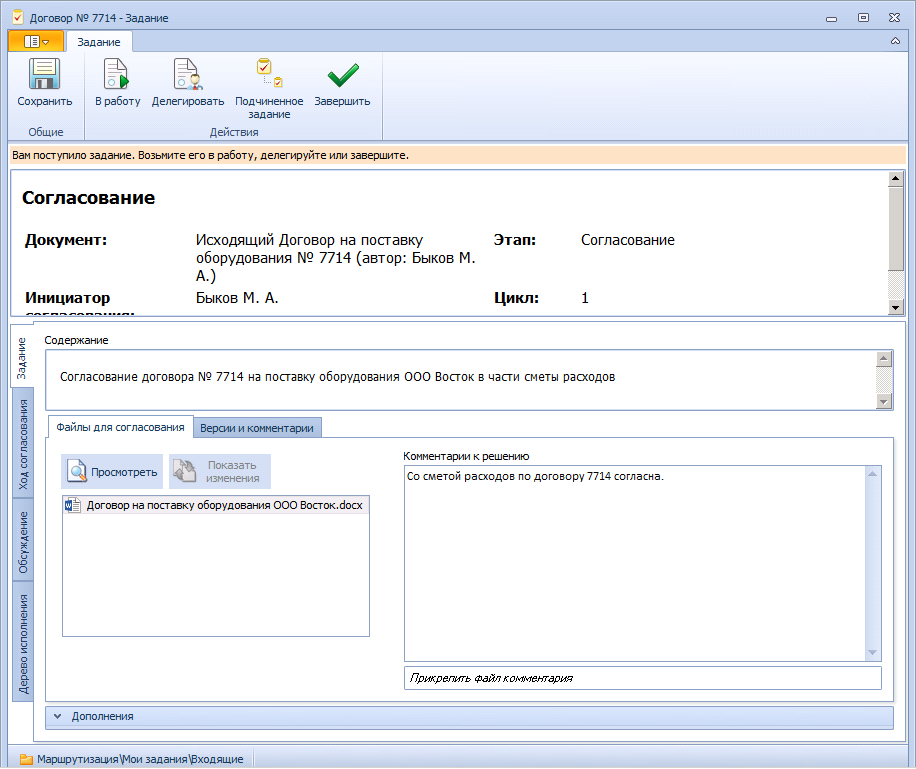 Договор № 7714 - Задание
Задание
Сохранить
В работу
Делегировать
Подчиненное
задание
Завершить
Общие
Действия
Вам поступило задание. Возьмите его в работу, делегируйте или завершите.
Согласование
Документ:
Исходящий Договор на поставку
оборудования № 7714 (автор: Быков М.
А.)
Этап:
Согласование
Инициатор
согласования:
Быков М. А.
Цикл:
1
Задание
Ход согласования
Обсуждение
Дерево исполнения
Содержание
Согласование договора № 7714 на поставку оборудования ООО Восток в части сметы расходов
Файлы для согласования
Версии и комментарии
Просмотреть
Показать
изменения
Договор на поставку оборудования ООО Восток.docx
Комментарии к решению
Со сметой расходов по договору 7714 согласна.
Прикрепить файл комментария
Дополнения
Маршрутизация\Мои задания\Входящие